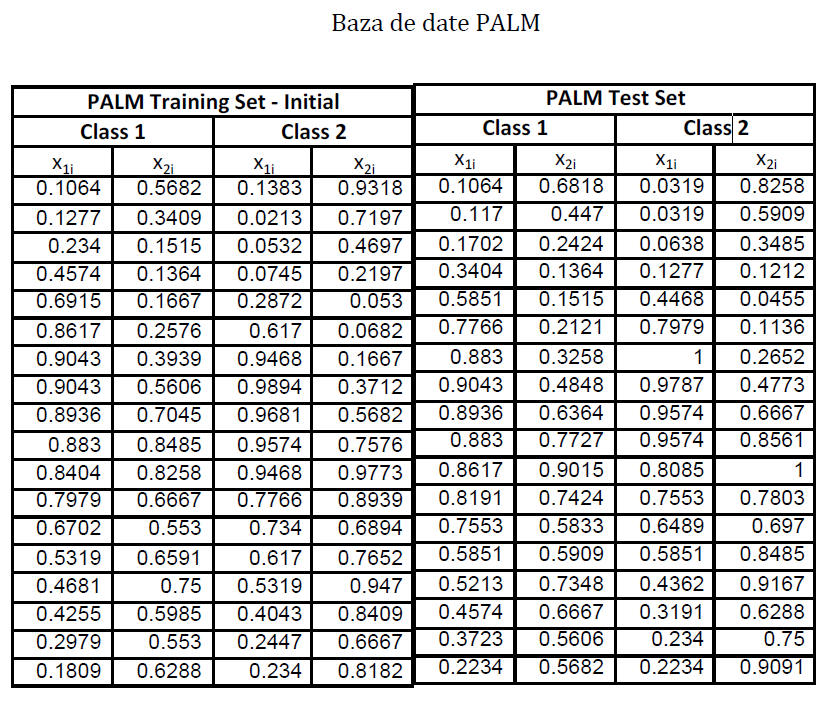 Baza de date PALM
PALM Training Set - Initial PALM Test Set
Class 1 Class 2 Class 1 Class 2
x1i x2i x1i x2i x1i x2i x1i x2i
0.1064 0.5682 0.1383 0.9318 0.1064 0.6818 0.0319 0.8258
0.1277 0.3409 0.0213 0.7197 0.117 0.447 0.0319 0.5909
0.234 0.1515 0.0532 0.4697 0.1702 0.2424 0.0638 0.3485
0.4574 0.1364 0.0745 0.2197 0.3404 0.1364 0.1277 0.1212
0.6915 0.1667 0.2872 0.053 0.5851 0.1515 0.4468 0.0455
0.8617 0.2576 0.617 0.0682 0.7766 0.2121 0.7979 0.1136
0.9043 0.3939 0.9468 0.1667 0.883 0.3258 1 0.2652
0.9043 0.5606 0.9894 0.3712 0.9043 0.4848 0.9787 0.4773
0.8936 0.7045 0.9681 0.5682 0.8936 0.6364 0.9574 0.6667
0.883 0.8485 0.9574 0.7576 0.883 0.7727 0.9574 0.8561
0.8404 0.8258 0.9468 0.9773 0.8617 0.9015 0.8085 1
0.7979 0.6667 0.7766 0.8939 0.8191 0.7424 0.7553 0.7803
0.6702 0.553 0.734 0.6894 0.7553 0.5833 0.6489 0.697
0.5319 0.6591 0.617 0.7652 0.5851 0.5909 0.5851 0.8485
0.4681 0.75 0.5319 0.947 0.5213 0.7348 0.4362 0.9167
0.4255 0.5985 0.4043 0.8409 0.4574 0.6667 0.3191 0.6288
0.2979 0.553 0.2447 0.6667 0.3723 0.5606 0.234 0.75
0.1809 0.6288 0.234 0.8182 0.2234 0.5682 0.2234 0.9091